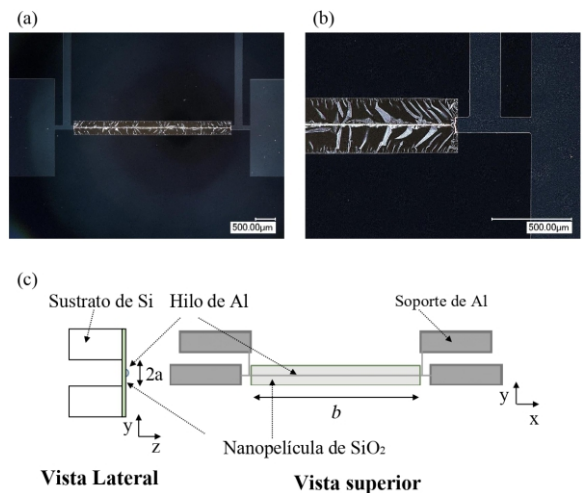 (a)
(b)
500.00µm
500.00µm
(c)
Sustrato de Si
Hilo de Al
Soporte de Al
2a
b
y
z
y
x
Nanopelícula de SiO₂
Vista Lateral
Vista superior